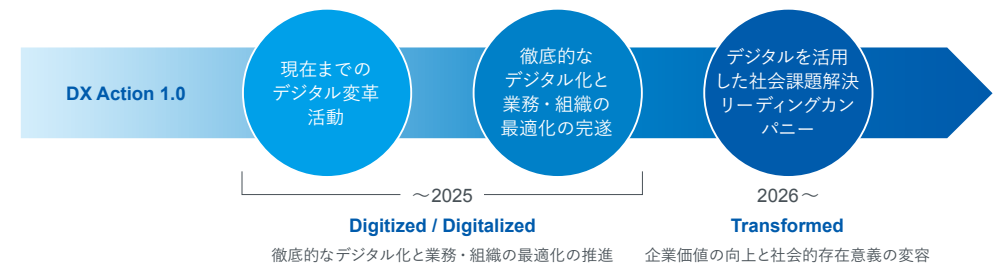 DX Action 1.0
現在までの
デジタル変革
活動
徹底的な
デジタル化と
業務・組織の
最適化の完遂
デジタルを活用
した社会課題解決
リーディングカン
パニー
～2025
Digitized / Digitalized
徹底的なデジタル化と業務・組織の最適化の推進
2026～
Transformed
企業価値の向上と社会的存在意義の変容